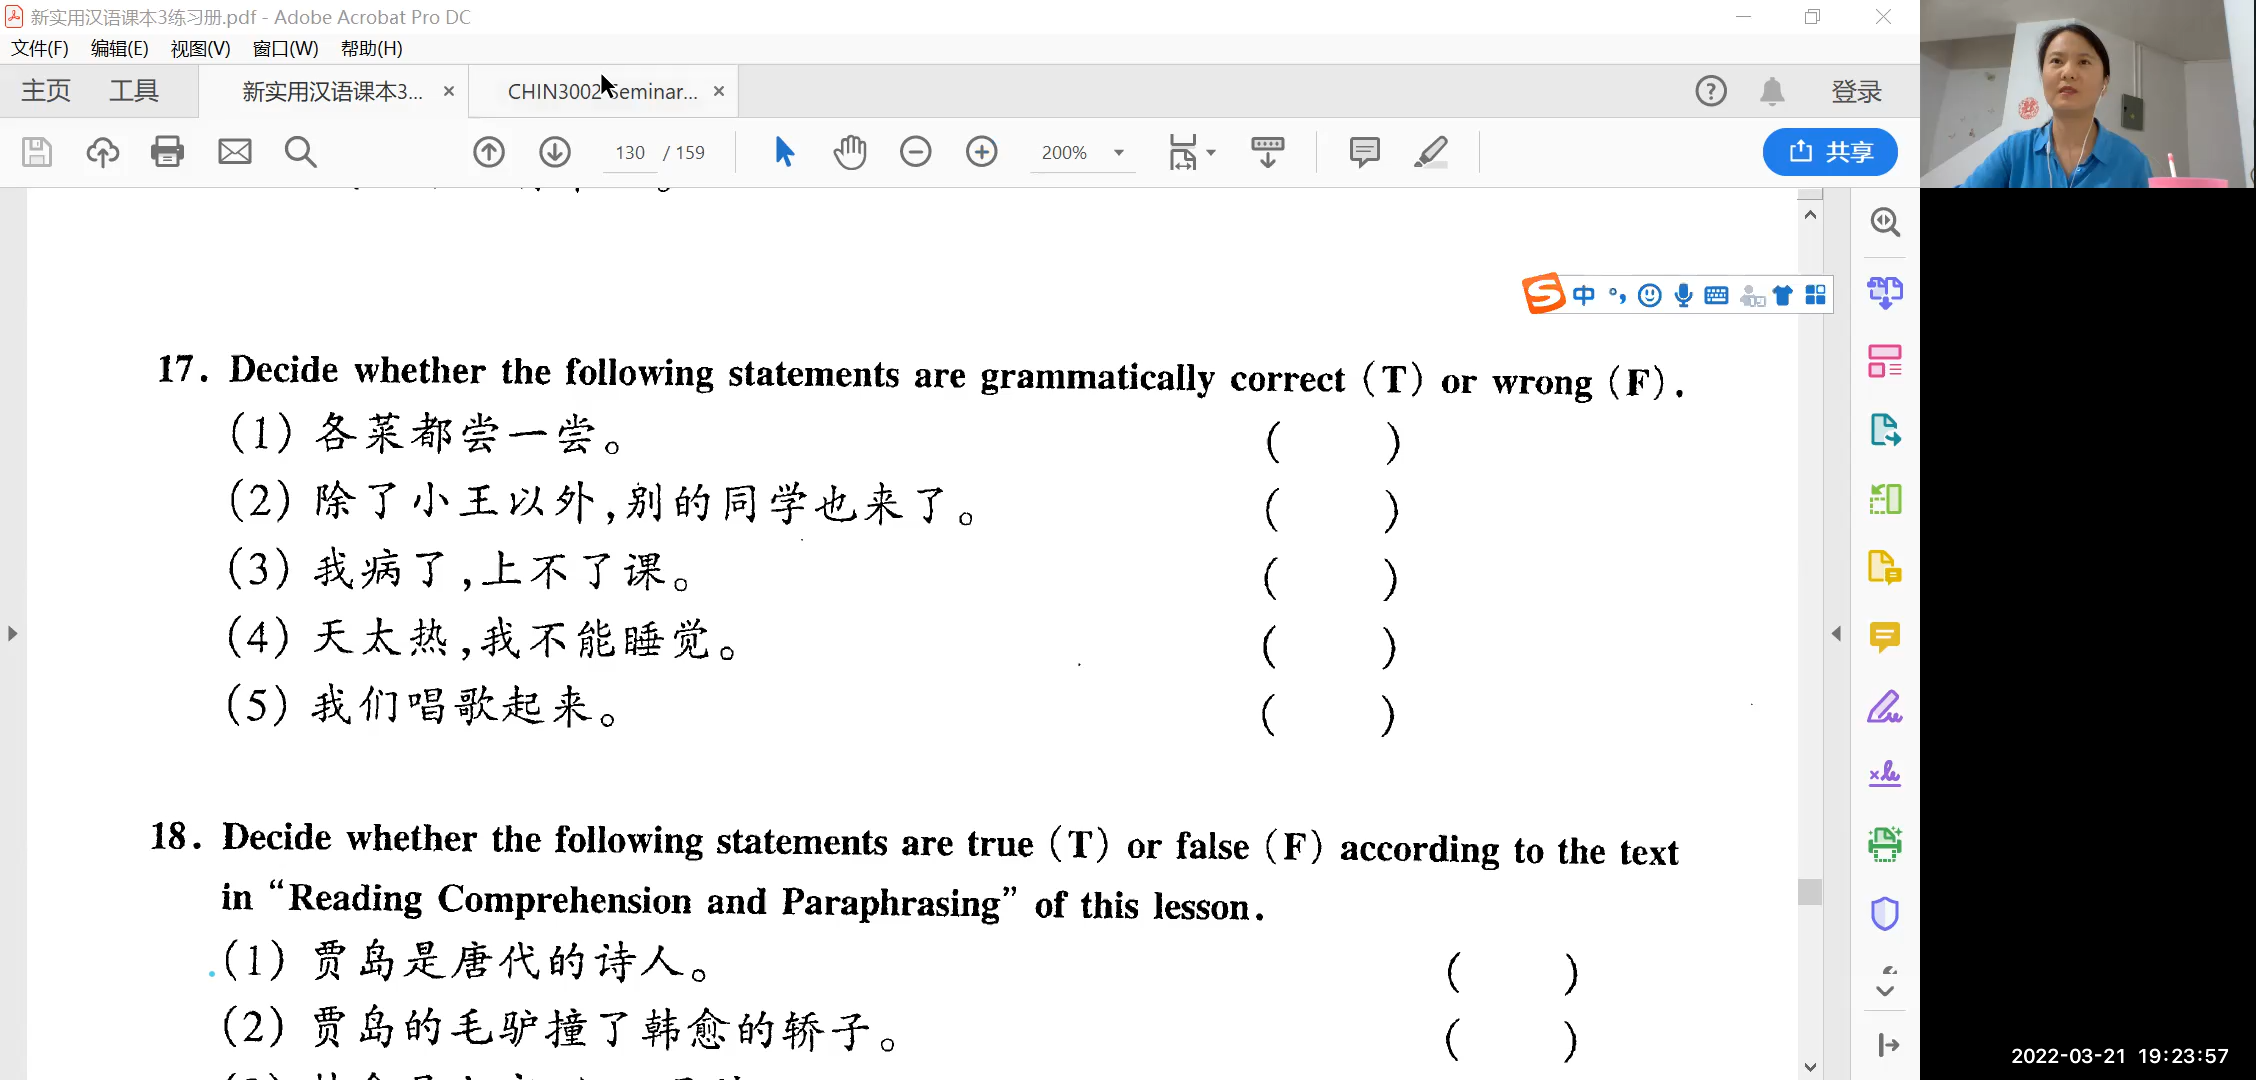 新实用汉语课本3练习册.pdf - Adobe Acrobat Pro DC
文件(F) 编辑(E) 视图(V) 窗口(W) 帮助(H)
主页 工具 新实用汉语课本3... × CHIN3002 Seminar... × 登录
130 / 159 200% 共享
中
17. Decide whether the following statements are grammatically correct (T) or wrong (F).
(1) 各菜都尝一尝。 ( )
(2) 除了小王以外,别的同学也来了。 ( )
(3) 我病了,上不了课。 ( )
(4) 天太热,我不能睡觉。 ( )
(5) 我们唱歌起来。 ( )
18. Decide whether the following statements are true (T) or false (F) according to the text
in “Reading Comprehension and Paraphrasing” of this lesson.
(1) 贾岛是唐代的诗人。 ( )
(2) 贾岛的毛驴撞了韩愈的轿子。 ( )
2022-03-21 19:23:57